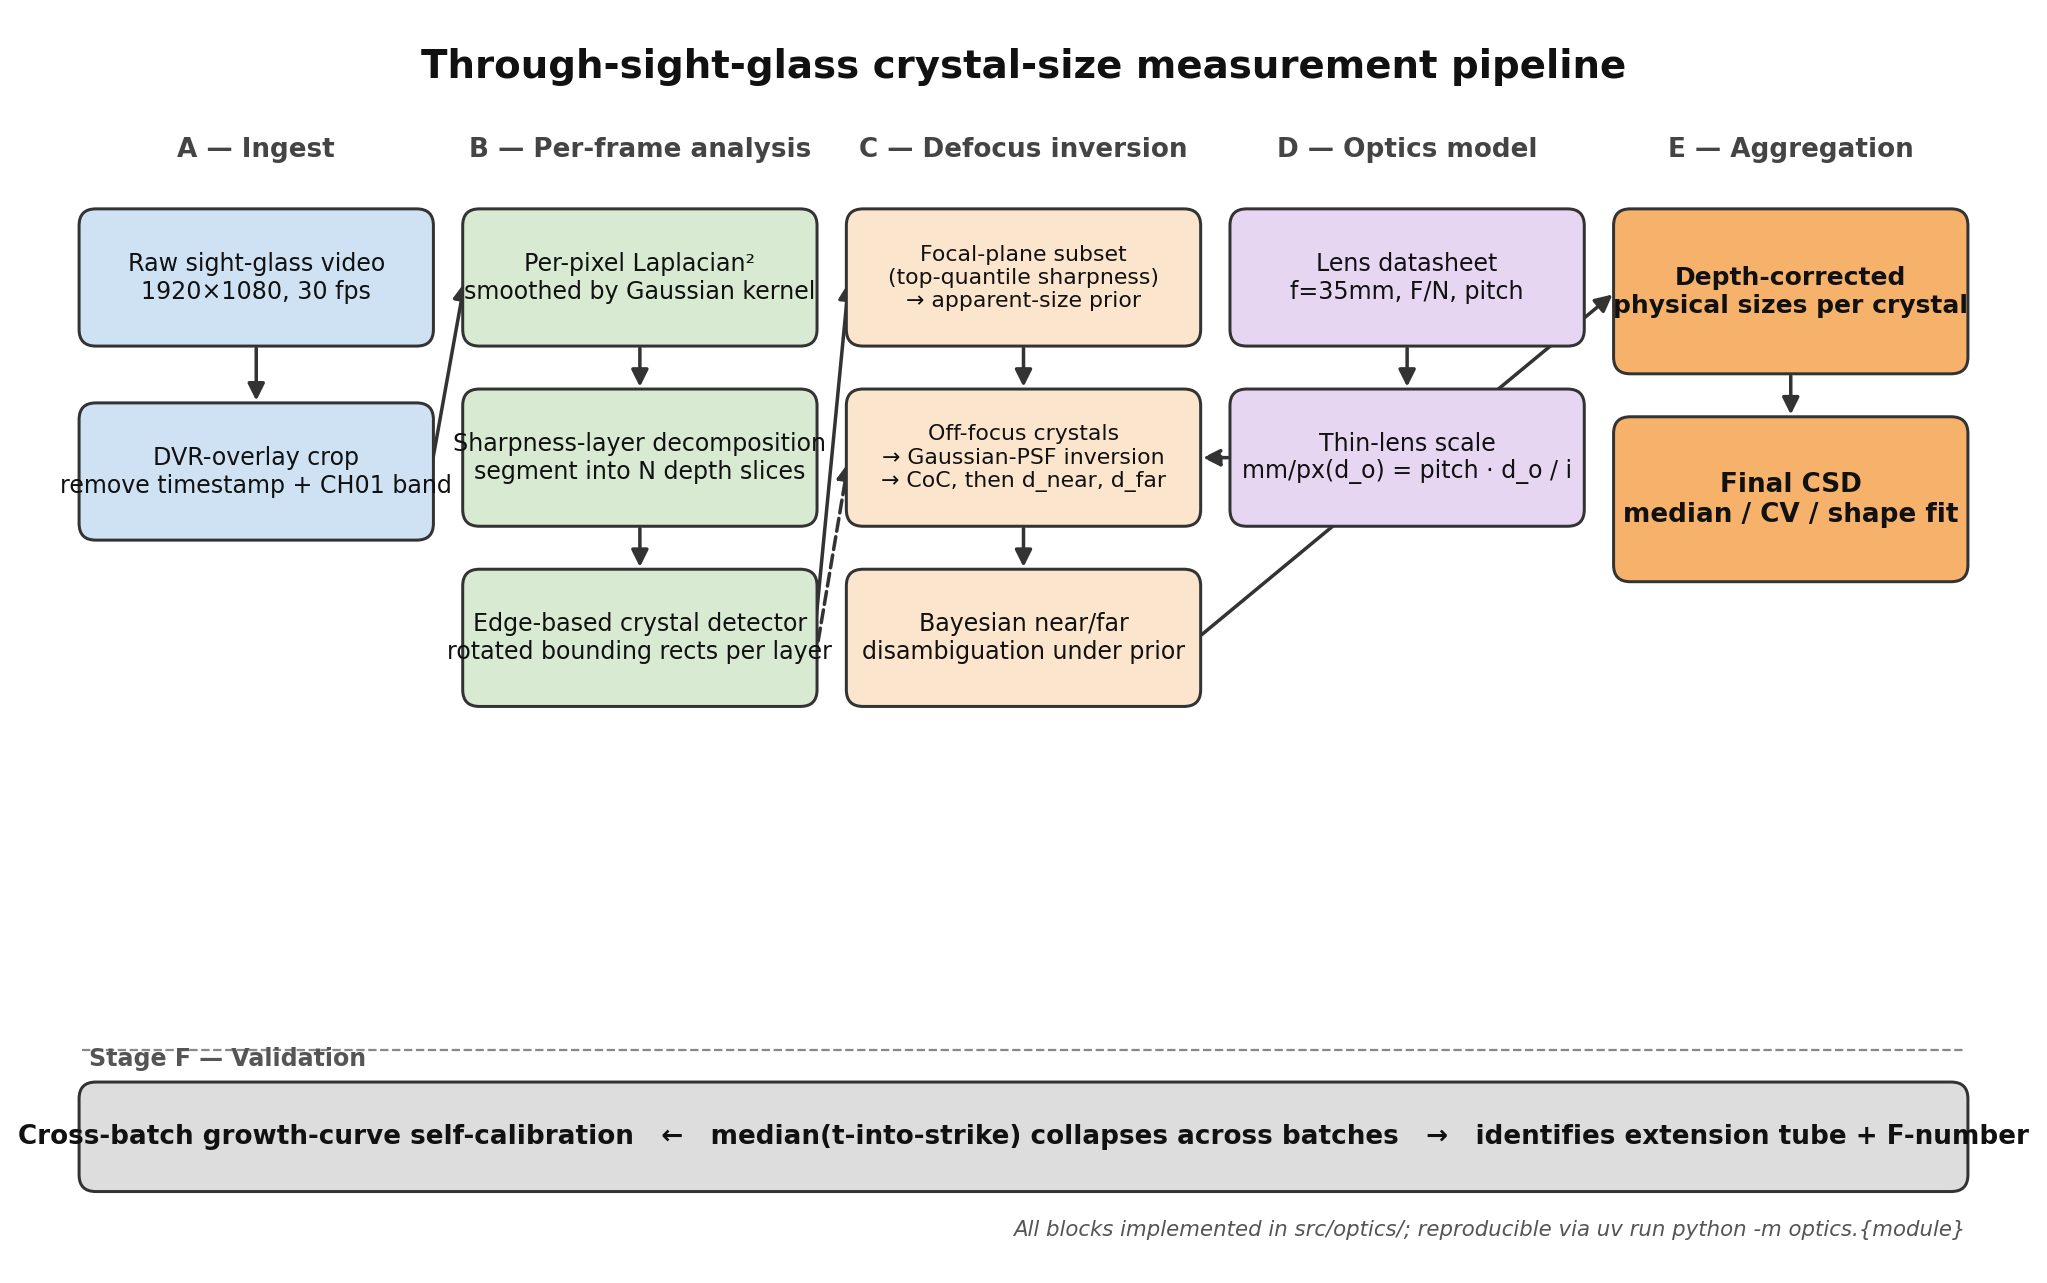 Through-sight-glass crystal-size measurement pipeline
A — Ingest
Raw sight-glass video
1920×1080, 30 fps
DVR-overlay crop
remove timestamp + CH01 band
B — Per-frame analysis
Per-pixel Laplacian²
smoothed by Gaussian kernel
Sharpness-layer decomposition
segment into N depth slices
Edge-based crystal detector
rotated bounding rects per layer
C — Defocus inversion
Focal-plane subset
(top-quantile sharpness)
→ apparent-size prior
Off-focus crystals
→ Gaussian-PSF inversion
→ CoC, then d_near, d_far
Bayesian near/far
disambiguation under prior
D — Optics model
Lens datasheet
f=35mm, F/N, pitch
Thin-lens scale
mm/px(d_o) = pitch · d_o / i
E — Aggregation
Depth-corrected
physical sizes per crystal
Final CSD
median / CV / shape fit
Stage F — Validation
Cross-batch growth-curve self-calibration ← median(t-into-strike) collapses across batches → identifies extension tube + F-number
All blocks implemented in src/optics/; reproducible via uv run python -m optics.{module}